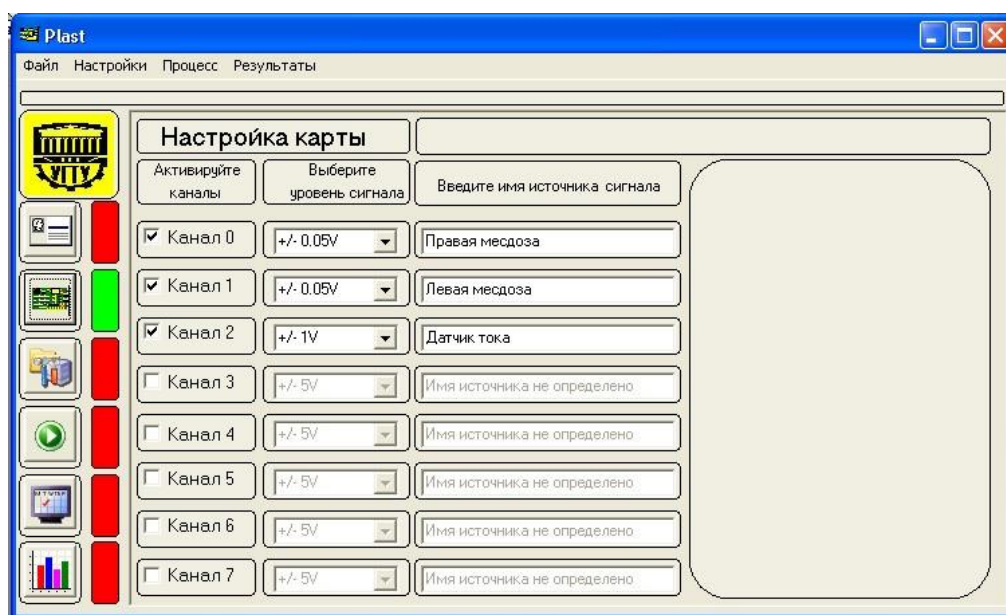 Plast
Файл Настройки Процесс Результаты
УПУ
Настройка карты
Активируйте каналы
Выберите уровень сигнала
Введите имя источника сигнала
Канал 0 +/- 0.05V Правая месдоза
Канал 1 +/- 0.05V Левая месдоза
Канал 2 +/- 1V Датчик тока
Канал 3 +/- 5V Имя источника не определено
Канал 4 +/- 5V Имя источника не определено
Канал 5 +/- 5V Имя источника не определено
Канал 6 +/- 5V Имя источника не определено
Канал 7 +/- 5V Имя источника не определено